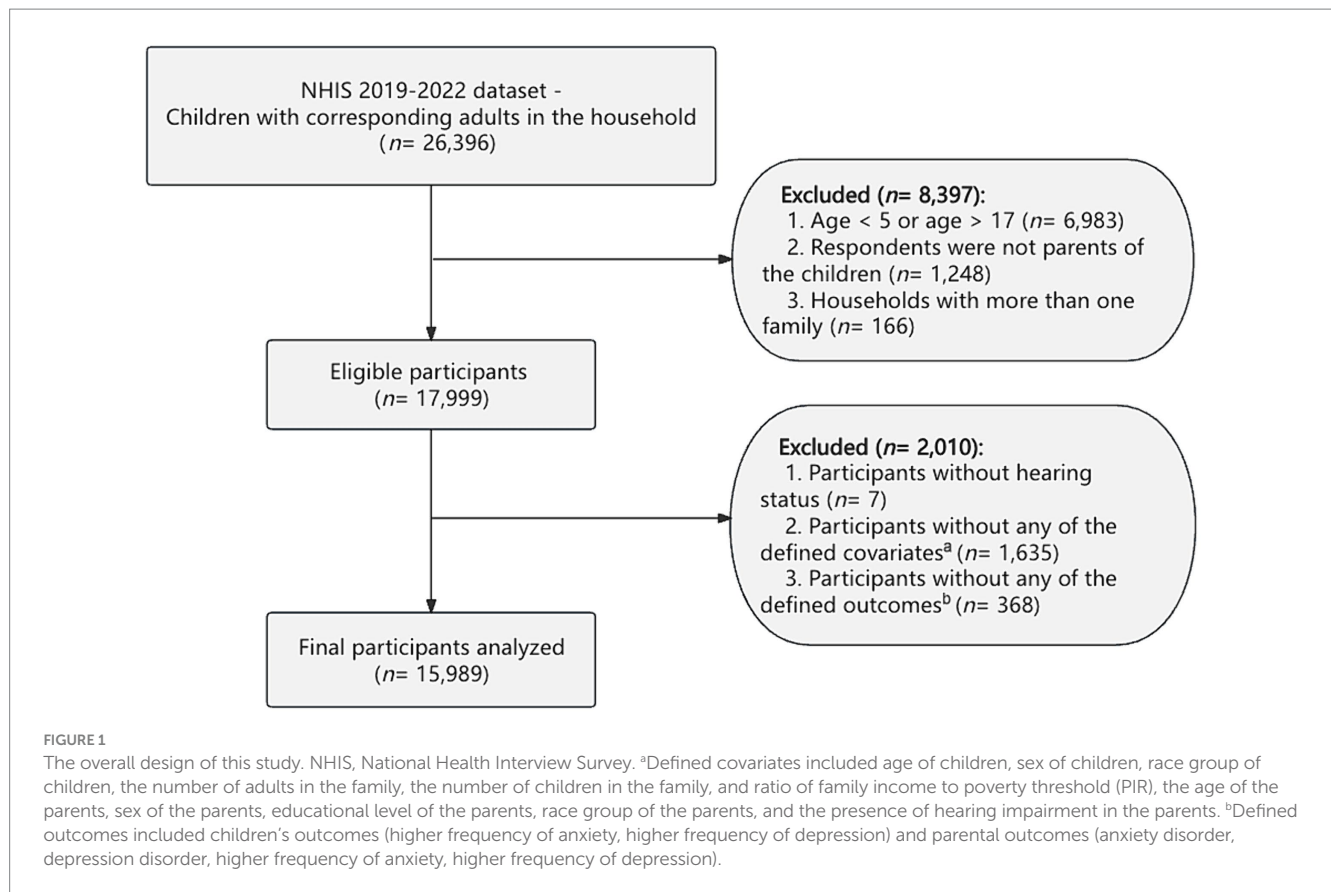 NHIS 2019-2022 dataset -
Children with corresponding adults in the household
(n= 26,396)
Excluded (n= 8,397):
1. Age < 5 or age > 17 (n= 6,983)
2. Respondents were not parents of
the children (n= 1,248)
3. Households with more than one
family (n= 166)
Eligible participants
(n= 17,999)
Excluded (n= 2,010):
1. Participants without hearing
status (n= 7)
2. Participants without any of the
defined covariatesᵃ (n= 1,635)
3. Participants without any of the
defined outcomesᵇ (n= 368)
Final participants analyzed
(n= 15,989)
FIGURE 1
The overall design of this study. NHIS, National Health Interview Survey. ᵃDefined covariates included age of children, sex of children, race group of
children, the number of adults in the family, the number of children in the family, and ratio of family income to poverty threshold (PIR), the age of the
parents, sex of the parents, educational level of the parents, race group of the parents, and the presence of hearing impairment in the parents. ᵇDefined
outcomes included children’s outcomes (higher frequency of anxiety, higher frequency of depression) and parental outcomes (anxiety disorder,
depression disorder, higher frequency of anxiety, higher frequency of depression).